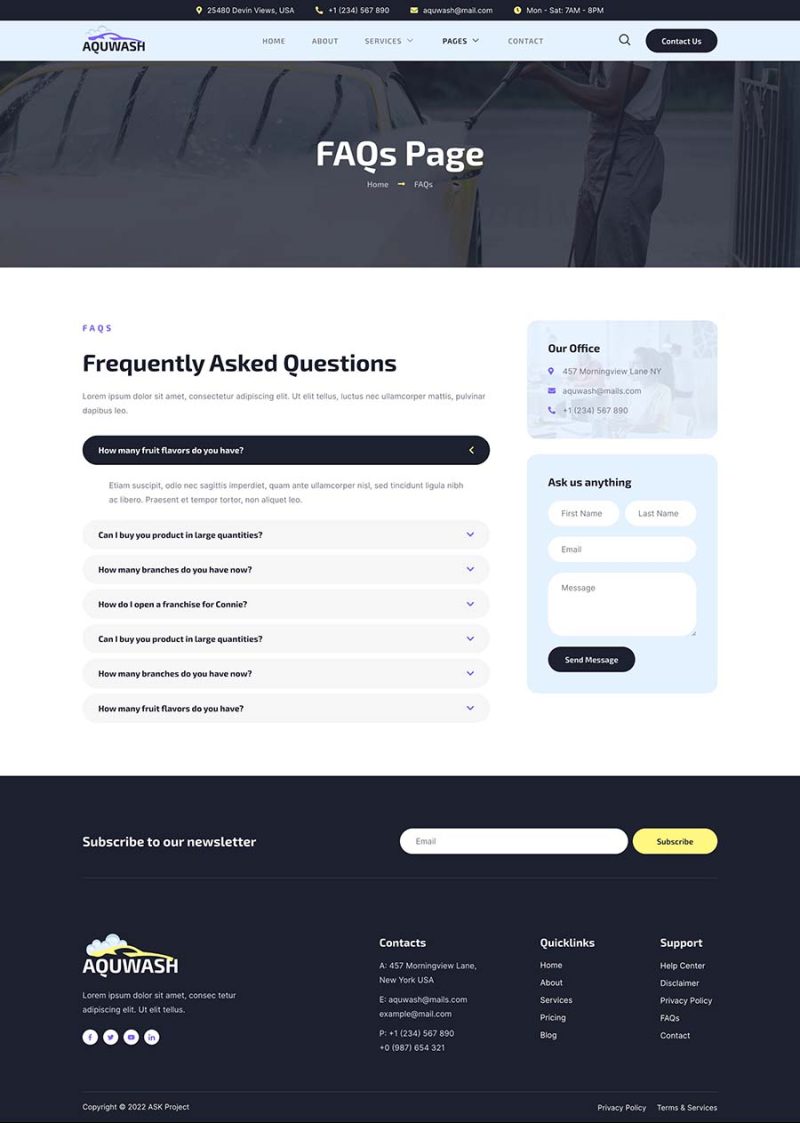 25480 Devin Views, USA +1 (234) 567 890 aquwash@mail.com Mon - Sat: 7AM - 8PM
AQUWASH HOME ABOUT SERVICES PAGES CONTACT Contact Us
FAQs Page
Home FAQs
FAQS
Frequently Asked Questions
Lorem ipsum dolor sit amet, consectetur adipiscing elit. Ut elit tellus, luctus nec ullamcorper mattis, pulvinar
dapibus leo.
How many fruit flavors do you have?
Etiam suscipit, odio nec sagittis imperdiet, quam ante ullamcorper nisl, sed tincidunt ligula nibh
ac libero. Praesent et tempor tortor, non aliquet leo.
Can I buy you product in large quantities?
How many branches do you have now?
How do I open a franchise for Connie?
Can I buy you product in large quantities?
How many branches do you have now?
How many fruit flavors do you have?
Our Office
457 Morningview Lane NY
aquwash@mails.com
+1 (234) 567 890
Ask us anything
First Name Last Name
Email
Message
Send Message
Subscribe to our newsletter Email Subscribe
AQUWASH
Lorem ipsum dolor sit amet, consec tetur
adipiscing elit. Ut elit tellus.
Contacts
A: 457 Morningview Lane,
New York USA
E: aquwash@mails.com
example@mail.com
P: +1 (234) 567 890
+0 (987) 654 321
Quicklinks
Home
About
Services
Pricing
Blog
Support
Help Center
Disclaimer
Privacy Policy
FAQs
Contact
Copyright © 2022 ASK Project Privacy Policy Terms & Services